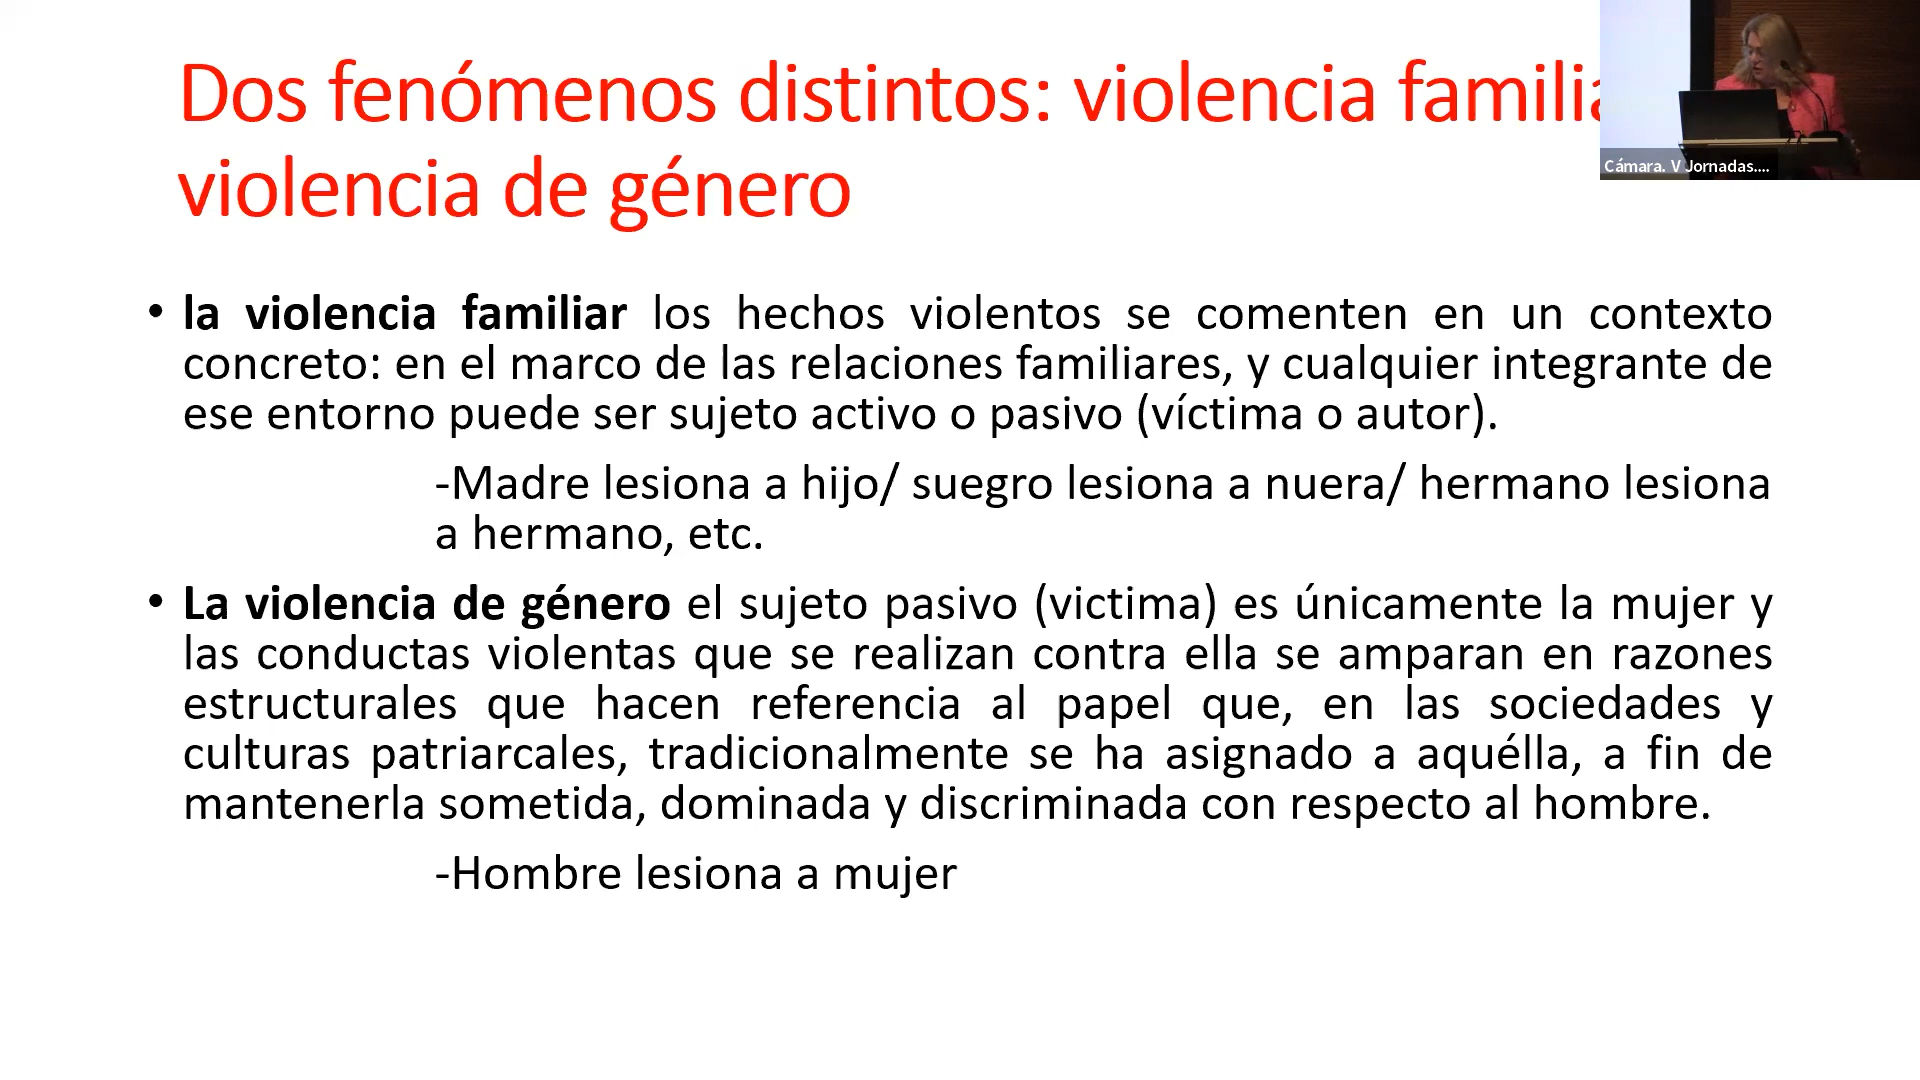 Dos fenómenos distintos: violencia
violencia de género
Cámara. V Jornadas....
• la violencia familiar los hechos violentos se comenten en un contexto
concreto: en el marco de las relaciones familiares, y cualquier integrante de
ese entorno puede ser sujeto activo o pasivo (víctima o autor).
-Madre lesiona a hijo/ suegro lesiona a nuera/ hermano lesiona
a hermano, etc.
• La violencia de género el sujeto pasivo (victima) es únicamente la mujer y
las conductas violentas que se realizan contra ella se amparan en razones
estructurales que hacen referencia al papel que, en las sociedades y
culturas patriarcales, tradicionalmente se ha asignado a aquélla, a fin de
mantenerla sometida, dominada y discriminada con respecto al hombre.
-Hombre lesiona a mujer